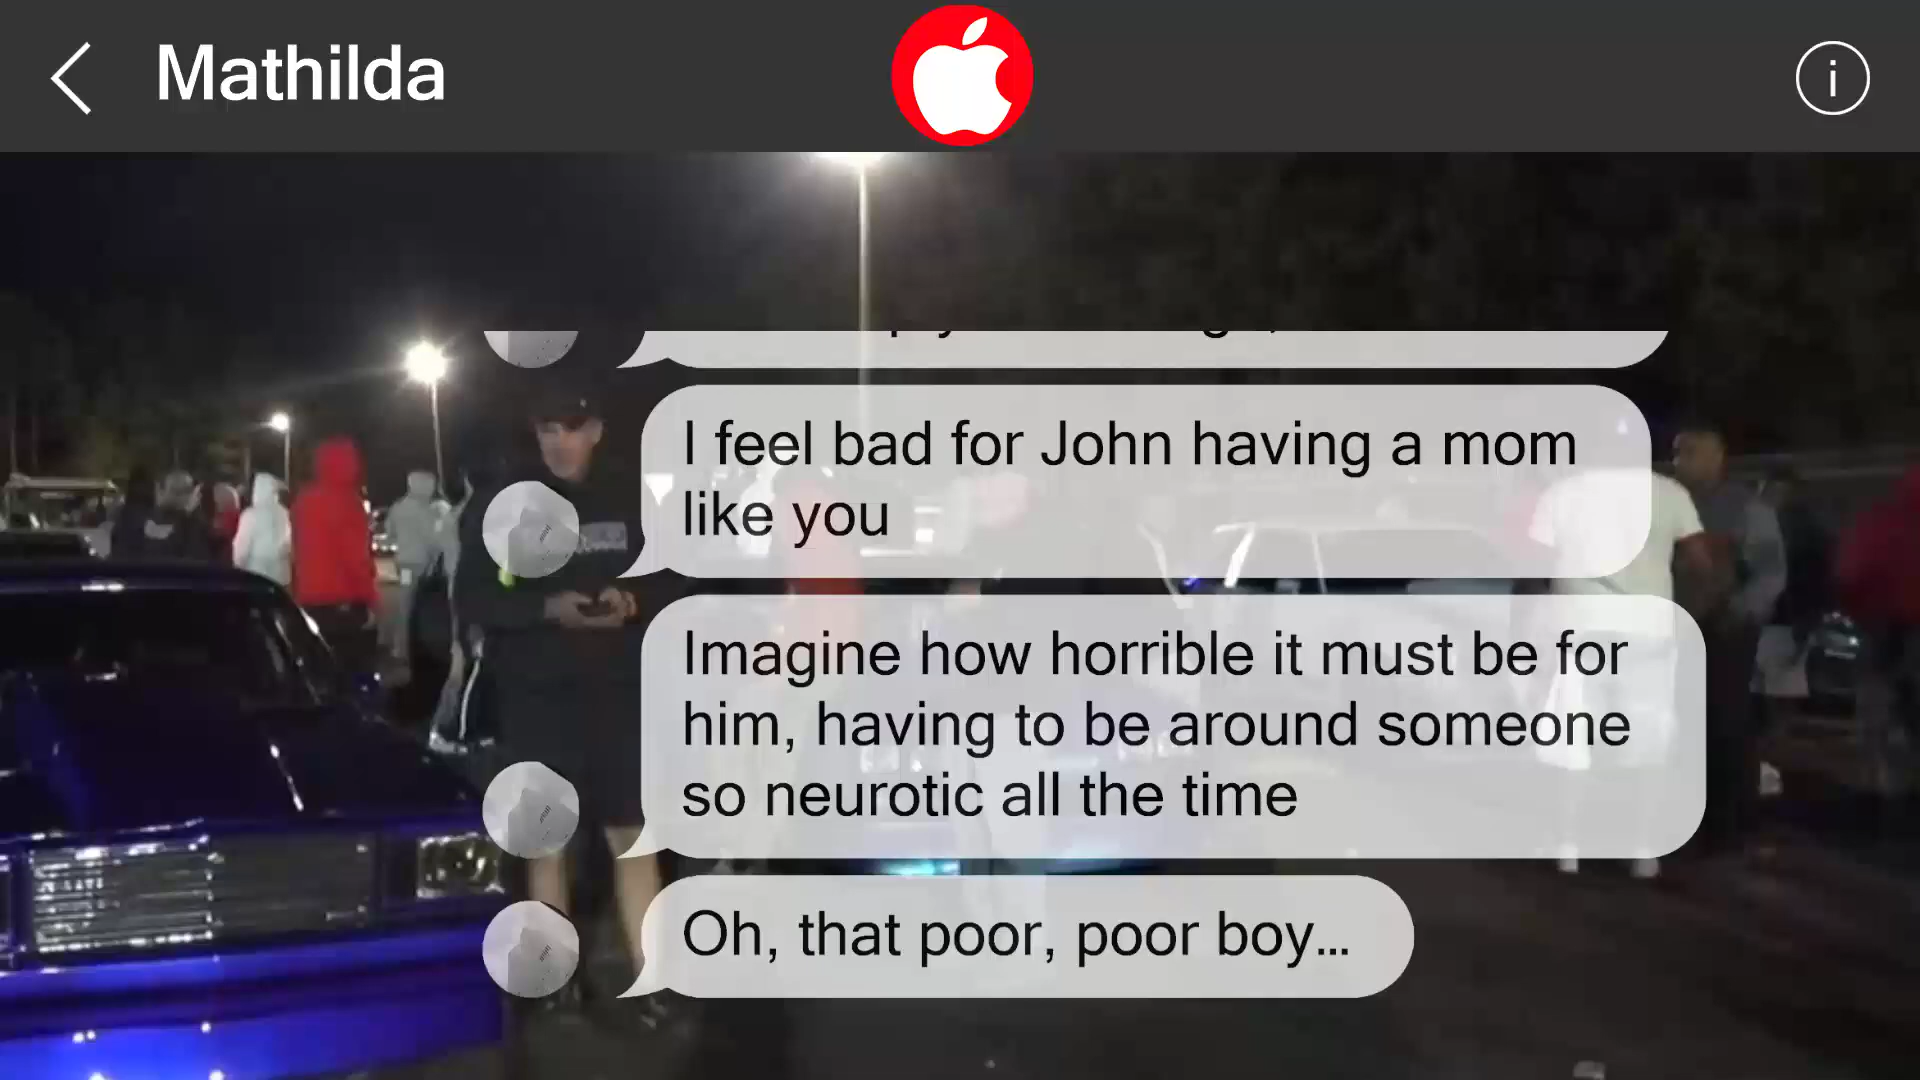 Mathilda
i
I feel bad for John having a mom
like you
Imagine how horrible it must be for
him, having to be around someone
so neurotic all the time
Oh, that poor, poor boy...